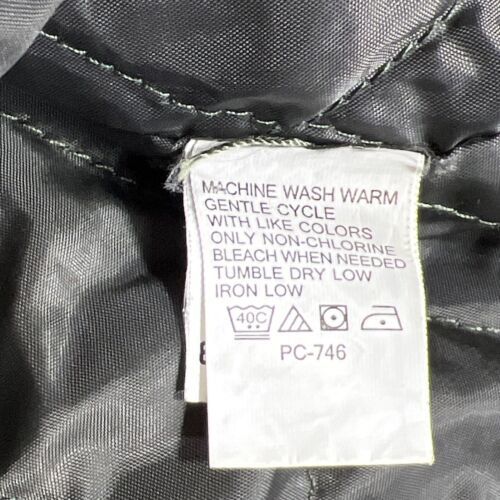 MACHINE WASH WARM
GENTLE CYCLE
WITH LIKE COLORS
ONLY NON-CHLORINE
BLEACH WHEN NEEDED
TUMBLE DRY LOW
IRON LOW
40C
PC-746